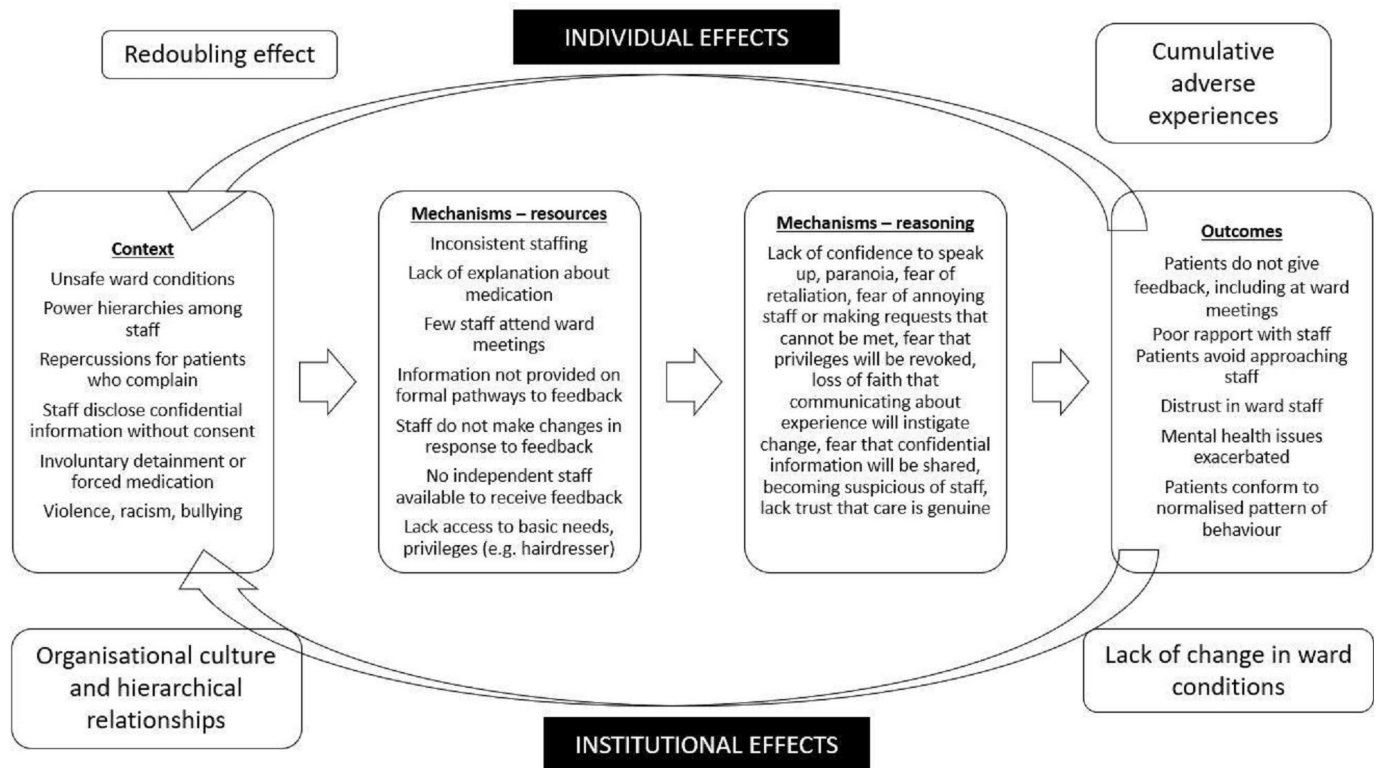 INDIVIDUAL EFFECTS
Redoubling effect
Cumulative
adverse
experiences
Context
Unsafe ward conditions
Power hierarchies among
staff
Repercussions for patients
who complain
Staff disclose confidential
information without consent
Involuntary detainment or
forced medication
Violence, racism, bullying
Mechanisms – resources
Inconsistent staffing
Lack of explanation about
medication
Few staff attend ward
meetings
Information not provided on
formal pathways to feedback
Staff do not make changes in
response to feedback
No independent staff
available to receive feedback
Lack access to basic needs,
privileges (e.g. hairdresser)
Mechanisms – reasoning
Lack of confidence to speak
up, paranoia, fear of
retaliation, fear of annoying
staff or making requests that
cannot be met, fear that
privileges will be revoked,
loss of faith that
communicating about
experience will instigate
change, fear that confidential
information will be shared,
becoming suspicious of staff,
lack trust that care is genuine
Outcomes
Patients do not give
feedback, including at ward
meetings
Poor rapport with staff
Patients avoid approaching
staff
Distrust in ward staff
Mental health issues
exacerbated
Patients conform to
normalised pattern of
behaviour
Organisational culture
and hierarchical
relationships
Lack of change in ward
conditions
INSTITUTIONAL EFFECTS